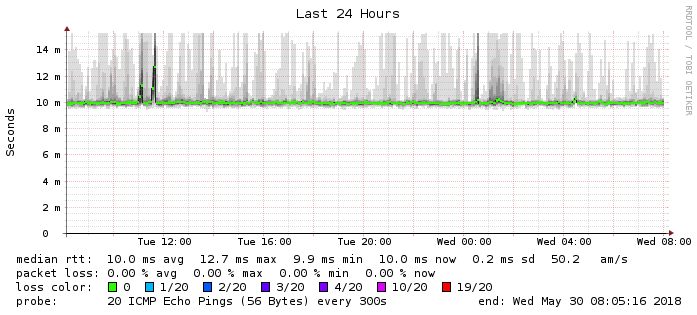 Last 24 Hours
RRDTOOL / TOBI OETIKER
Seconds
14 m
12 m
10 m
8 m
6 m
4 m
2 m
0
Tue 12:00 Tue 16:00 Tue 20:00 Wed 00:00 Wed 04:00 Wed 08:00
median rtt: 10.0 ms avg 12.7 ms max 9.9 ms min 10.0 ms now 0.2 ms sd 50.2 am/s
packet loss: 0.00 % avg 0.00 % max 0.00 % min 0.00 % now
loss color: 0 1/20 2/20 3/20 4/20 10/20 19/20
probe: 20 ICMP Echo Pings (56 Bytes) every 300s end: Wed May 30 08:05:16 2018